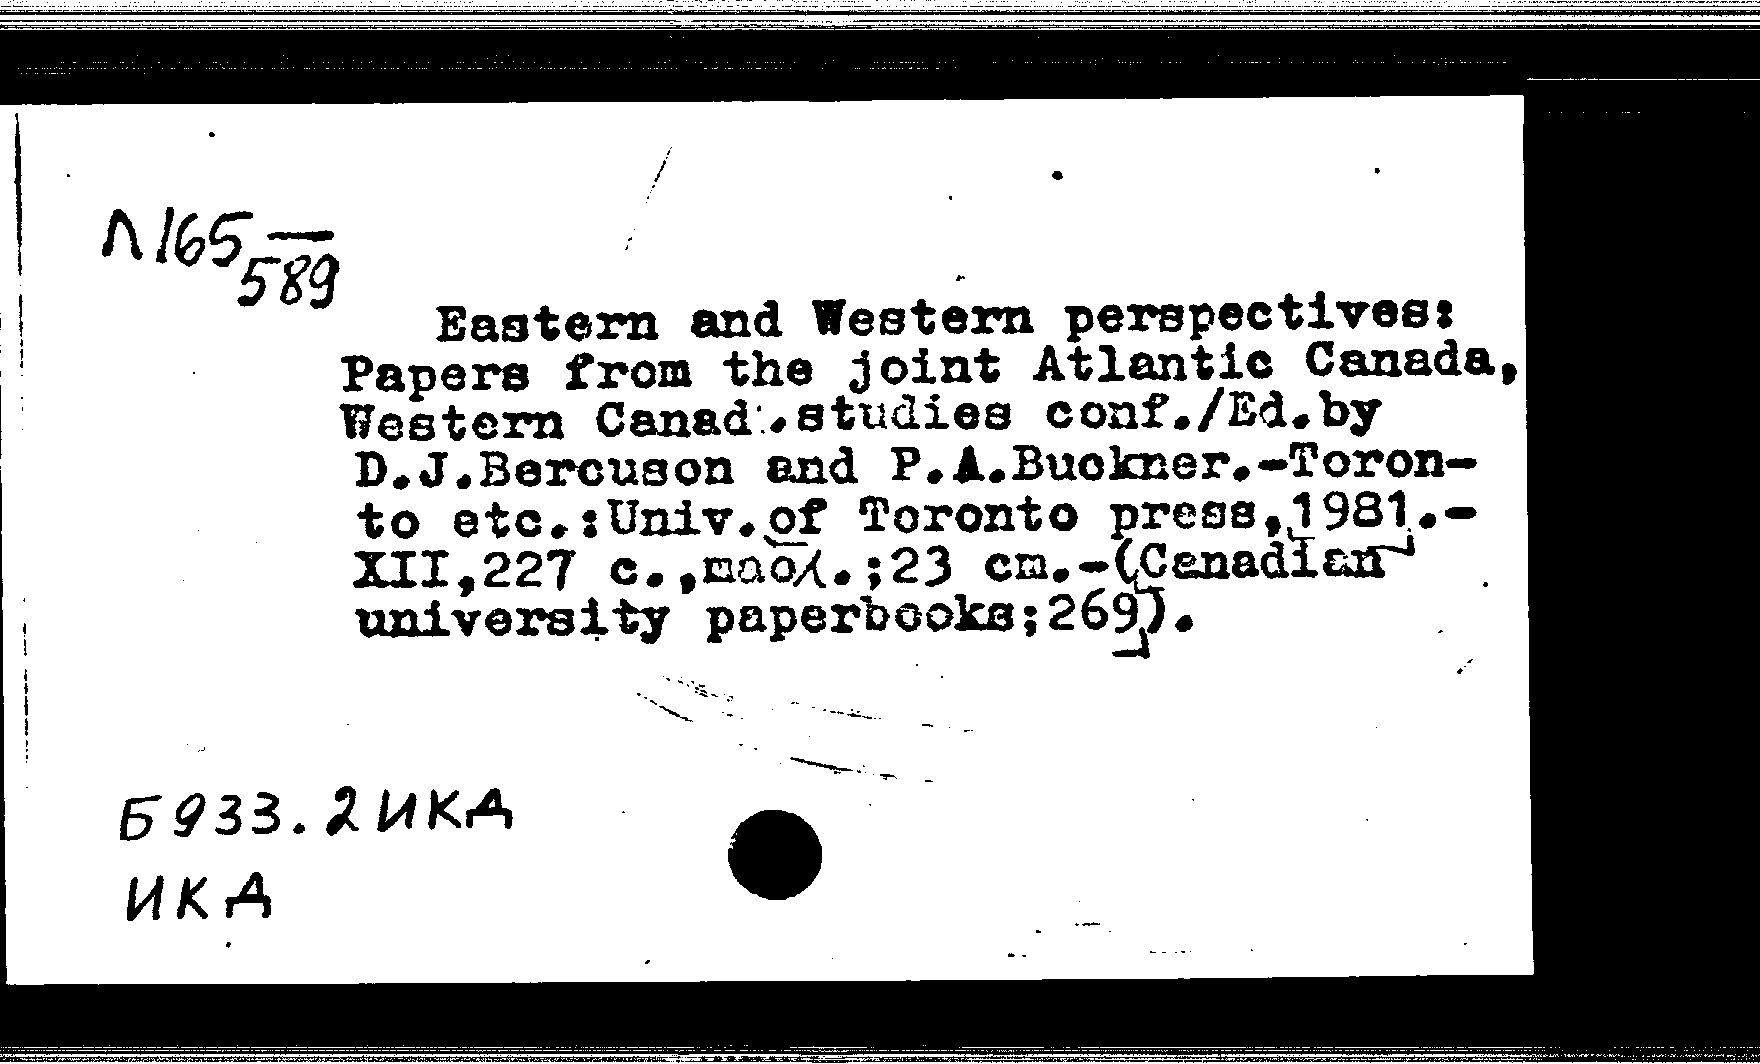 Л165—
589
Eastern and Western perspectives:
Papers from the joint Atlantic Canada,
Western Canad.studies conf./Ed.by
D.J.Bercuson and P.A.Buckner.-Toron-
to etc.:Univ.of Toronto press,1981.-
XII,227 c.,табл.;23 cm.-(Canadian
university paperbooks;269).
Б933.2ИКД
ИКД